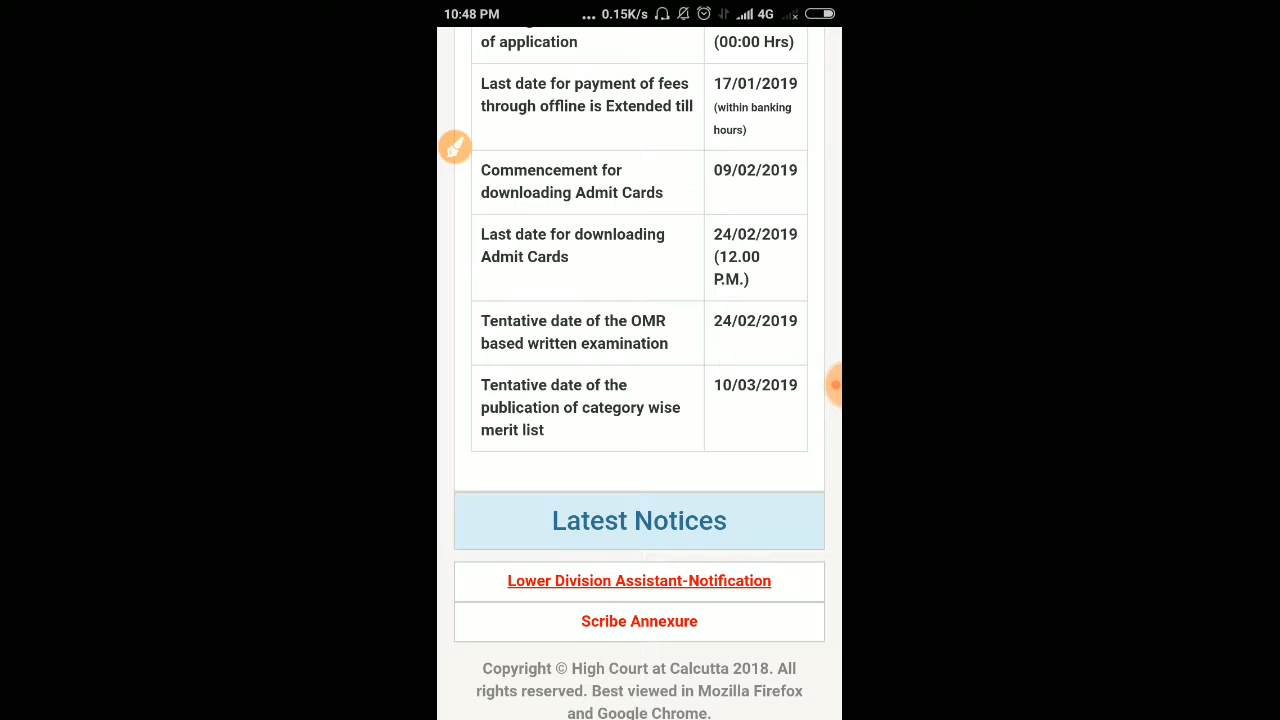 10:48 PM ... 0.15K/s 4G
of application
(00:00 Hrs)
Last date for payment of fees
through offline is Extended till
17/01/2019
(within banking
hours)
Commencement for
downloading Admit Cards
09/02/2019
Last date for downloading
Admit Cards
24/02/2019
(12.00
P.M.)
Tentative date of the OMR
based written examination
24/02/2019
Tentative date of the
publication of category wise
merit list
10/03/2019
Latest Notices
Lower Division Assistant-Notification
Scribe Annexure
Copyright © High Court at Calcutta 2018. All
rights reserved. Best viewed in Mozilla Firefox
and Google Chrome.